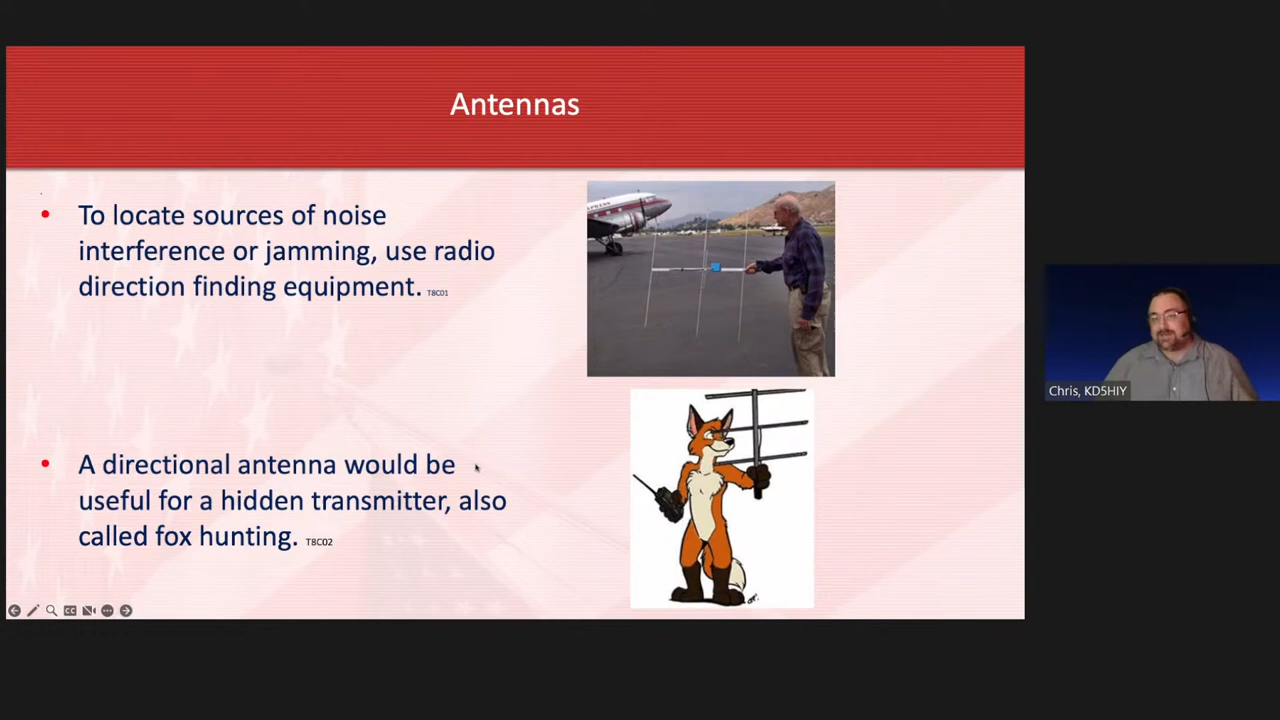 Antennas
To locate sources of noise
interference or jamming, use radio
direction finding equipment. T8C01
A directional antenna would be
useful for a hidden transmitter, also
called fox hunting. T8C02
Chris, KD5HIY
CC